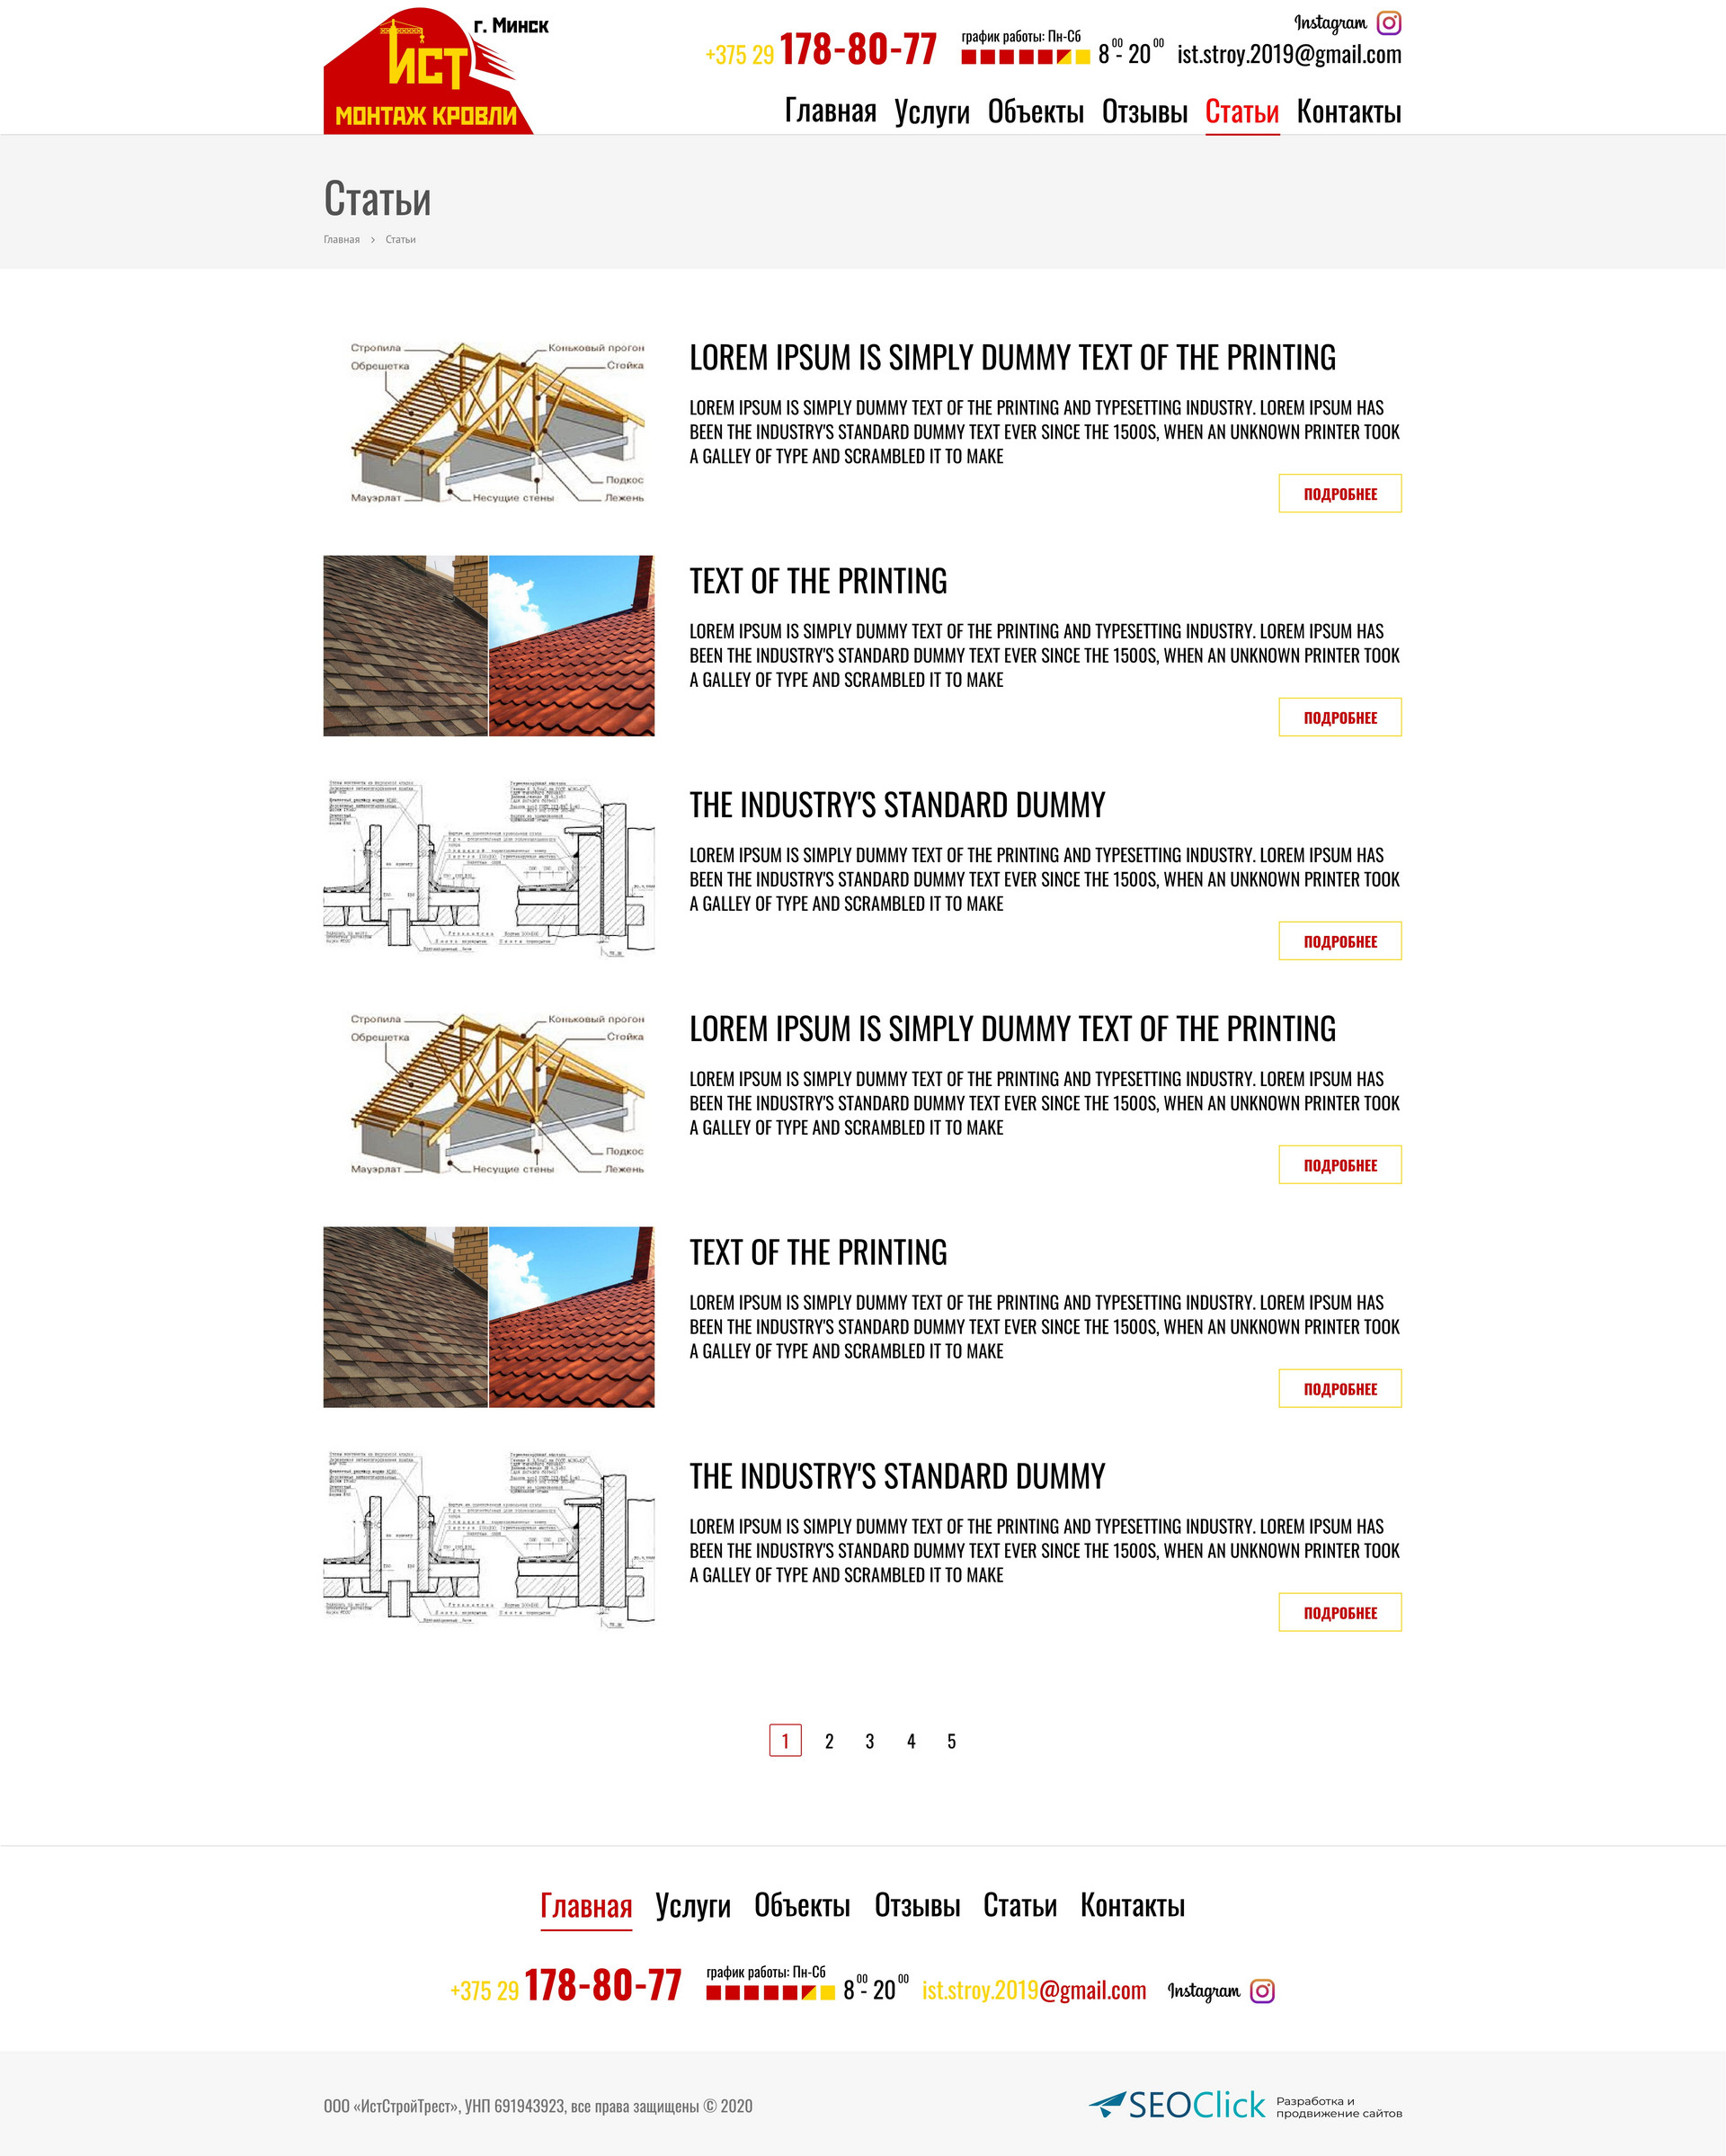 г. Минск
ИСТ
МОНТАЖ КРОВЛИ
Instagram
+375 29 178-80-77
график работы: Пн-Сб
8 00 - 20 00
ist.stroy.2019@gmail.com
Главная Услуги Объекты Отзывы Статьи Контакты
Статьи
Главная › Статьи
Стропила
Обрешетка
Коньковый прогон
Стойка
Подкос
Мауэрлат
Несущие стены
Лежень
LOREM IPSUM IS SIMPLY DUMMY TEXT OF THE PRINTING
LOREM IPSUM IS SIMPLY DUMMY TEXT OF THE PRINTING AND TYPESETTING INDUSTRY. LOREM IPSUM HAS
BEEN THE INDUSTRY'S STANDARD DUMMY TEXT EVER SINCE THE 1500S, WHEN AN UNKNOWN PRINTER TOOK
A GALLEY OF TYPE AND SCRAMBLED IT TO MAKE
ПОДРОБНЕЕ
TEXT OF THE PRINTING
LOREM IPSUM IS SIMPLY DUMMY TEXT OF THE PRINTING AND TYPESETTING INDUSTRY. LOREM IPSUM HAS
BEEN THE INDUSTRY'S STANDARD DUMMY TEXT EVER SINCE THE 1500S, WHEN AN UNKNOWN PRINTER TOOK
A GALLEY OF TYPE AND SCRAMBLED IT TO MAKE
ПОДРОБНЕЕ
THE INDUSTRY'S STANDARD DUMMY
LOREM IPSUM IS SIMPLY DUMMY TEXT OF THE PRINTING AND TYPESETTING INDUSTRY. LOREM IPSUM HAS
BEEN THE INDUSTRY'S STANDARD DUMMY TEXT EVER SINCE THE 1500S, WHEN AN UNKNOWN PRINTER TOOK
A GALLEY OF TYPE AND SCRAMBLED IT TO MAKE
ПОДРОБНЕЕ
Стропила
Обрешетка
Коньковый прогон
Стойка
Подкос
Мауэрлат
Несущие стены
Лежень
LOREM IPSUM IS SIMPLY DUMMY TEXT OF THE PRINTING
LOREM IPSUM IS SIMPLY DUMMY TEXT OF THE PRINTING AND TYPESETTING INDUSTRY. LOREM IPSUM HAS
BEEN THE INDUSTRY'S STANDARD DUMMY TEXT EVER SINCE THE 1500S, WHEN AN UNKNOWN PRINTER TOOK
A GALLEY OF TYPE AND SCRAMBLED IT TO MAKE
ПОДРОБНЕЕ
TEXT OF THE PRINTING
LOREM IPSUM IS SIMPLY DUMMY TEXT OF THE PRINTING AND TYPESETTING INDUSTRY. LOREM IPSUM HAS
BEEN THE INDUSTRY'S STANDARD DUMMY TEXT EVER SINCE THE 1500S, WHEN AN UNKNOWN PRINTER TOOK
A GALLEY OF TYPE AND SCRAMBLED IT TO MAKE
ПОДРОБНЕЕ
THE INDUSTRY'S STANDARD DUMMY
LOREM IPSUM IS SIMPLY DUMMY TEXT OF THE PRINTING AND TYPESETTING INDUSTRY. LOREM IPSUM HAS
BEEN THE INDUSTRY'S STANDARD DUMMY TEXT EVER SINCE THE 1500S, WHEN AN UNKNOWN PRINTER TOOK
A GALLEY OF TYPE AND SCRAMBLED IT TO MAKE
ПОДРОБНЕЕ
1 2 3 4 5
Главная Услуги Объекты Отзывы Статьи Контакты
+375 29 178-80-77
график работы: Пн-Сб
8 00 - 20 00
ist.stroy.2019@gmail.com
Instagram
ООО «ИстСтройТрест», УНП 691943923, все права защищены © 2020
SEOClick
Разработка и
продвижение сайтов